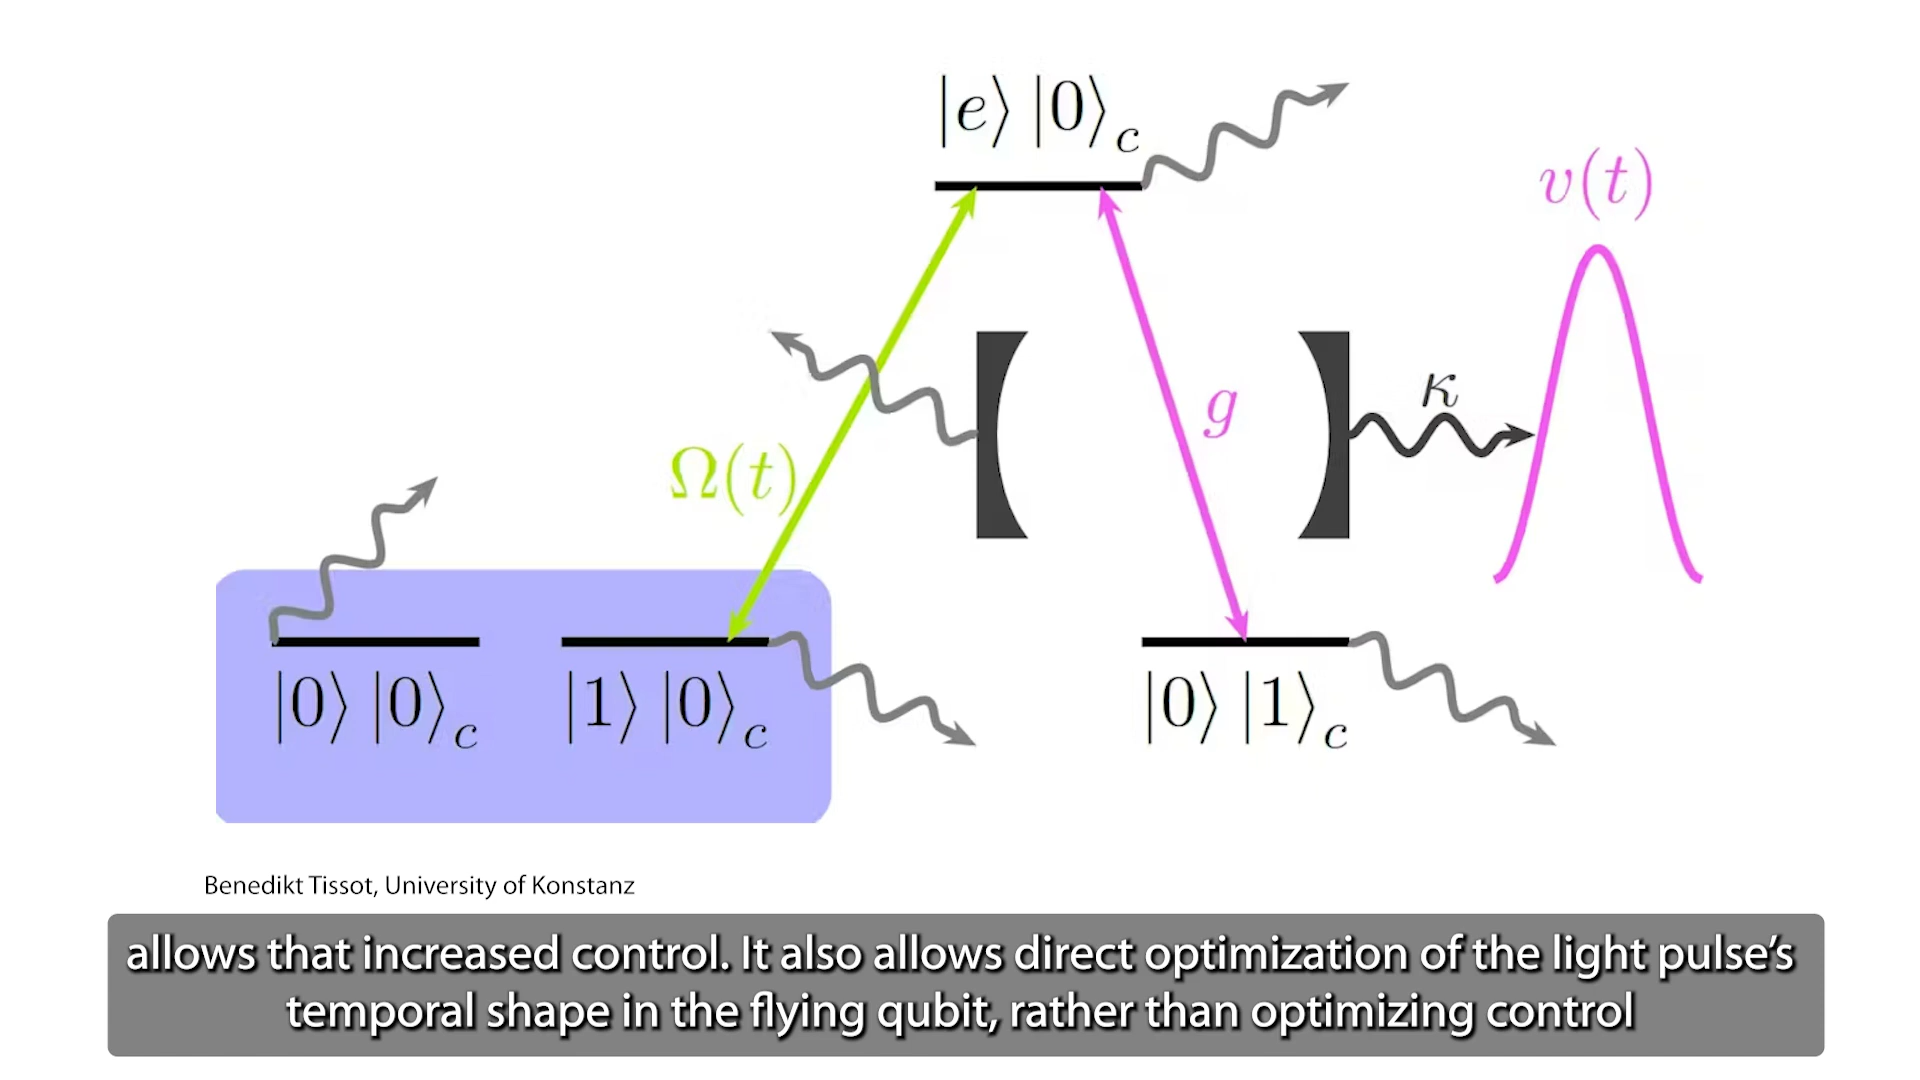 |e⟩ |0⟩c
v(t)
κ
g
Ω(t)
|0⟩ |0⟩c
|1⟩ |0⟩c
|0⟩ |1⟩c
Benedikt Tissot, University of Konstanz
allows that increased control. It also allows direct optimization of the light pulse’s
temporal shape in the flying qubit, rather than optimizing control